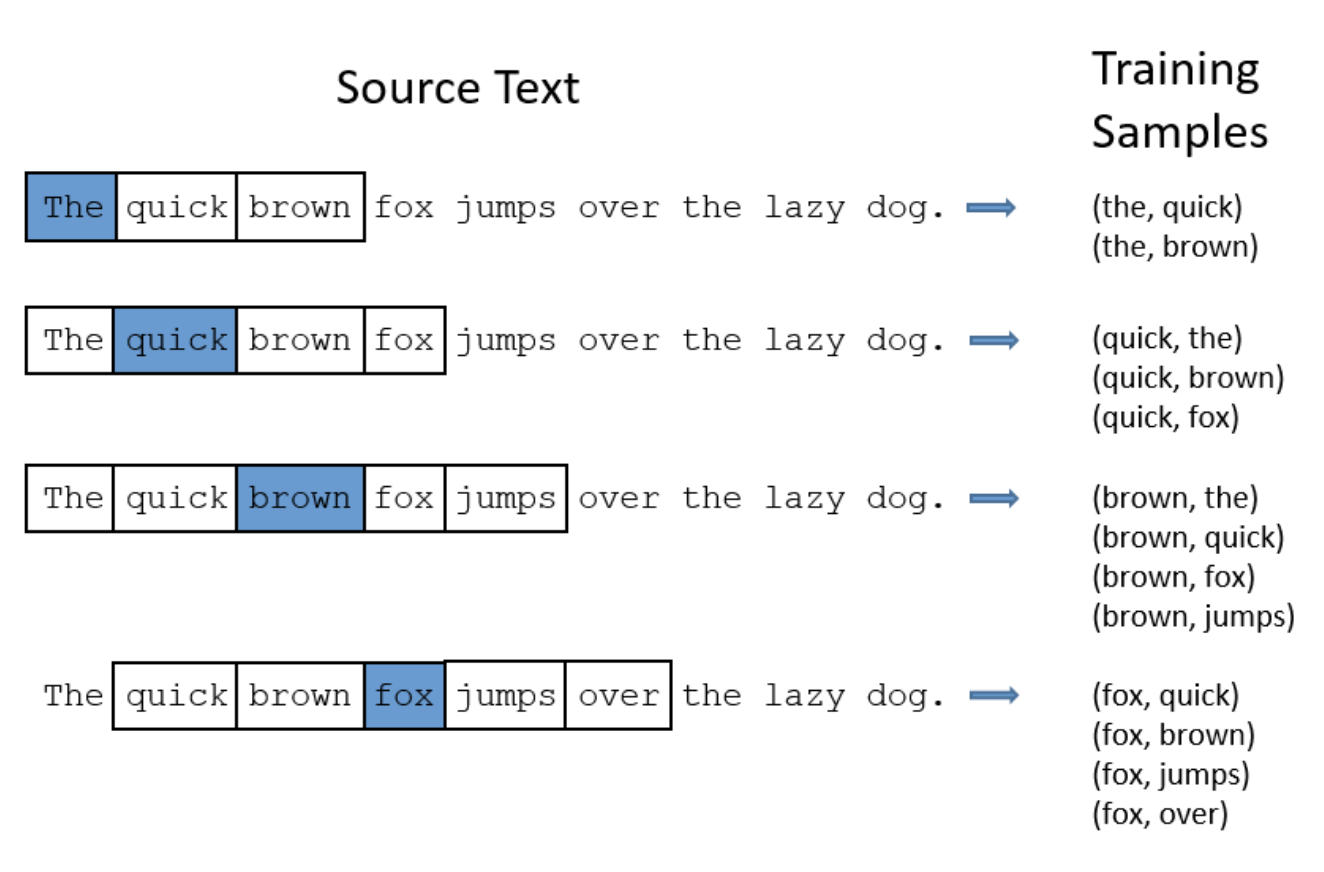 Source Text
Training
Samples
The quick brown fox jumps over the lazy dog.
(the, quick)
(the, brown)
The quick brown fox jumps over the lazy dog.
(quick, the)
(quick, brown)
(quick, fox)
The quick brown fox jumps over the lazy dog.
(brown, the)
(brown, quick)
(brown, fox)
(brown, jumps)
The quick brown fox jumps over the lazy dog.
(fox, quick)
(fox, brown)
(fox, jumps)
(fox, over)